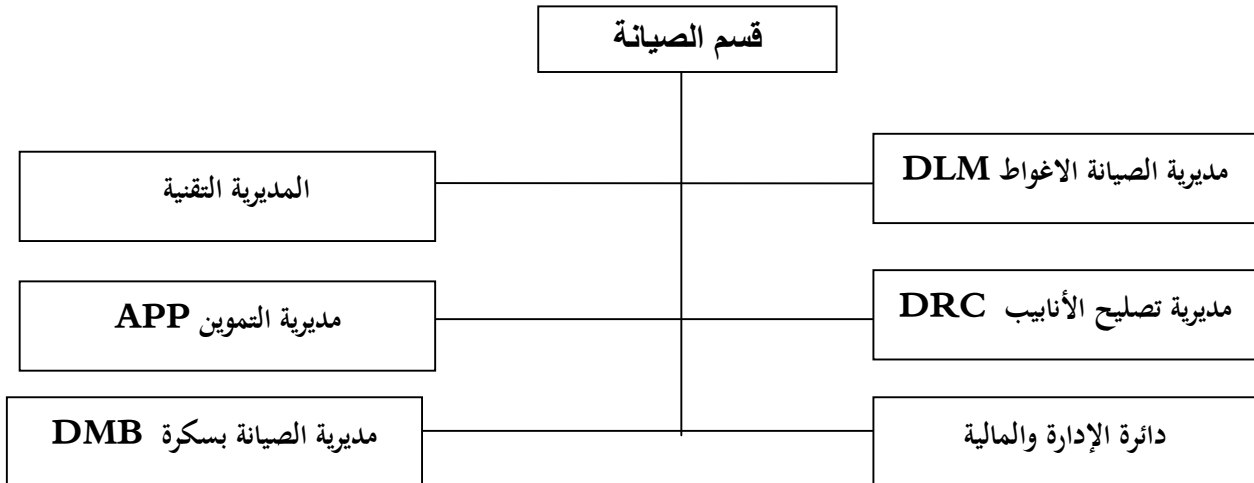 قسم الصيانة
مديرية الصيانة الاغواط DLM
المديرية التقنية
مديرية تصليح الأنابيب DRC
مديرية التموين APP
دائرة الإدارة والمالية
مديرية الصيانة بسكرة DMB